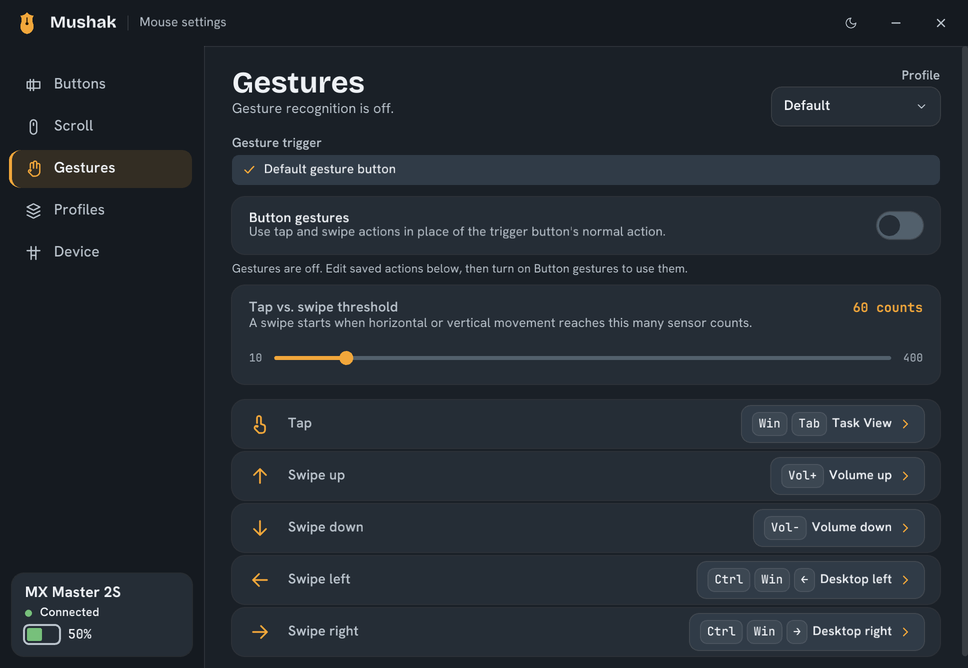 Mushak
Mouse settings
Buttons
Scroll
Gestures
Profiles
Device
Gestures
Gesture recognition is off.
Profile
Default
Gesture trigger
Default gesture button
Button gestures
Use tap and swipe actions in place of the trigger button's normal action.
Gestures are off. Edit saved actions below, then turn on Button gestures to use them.
Tap vs. swipe threshold
60 counts
A swipe starts when horizontal or vertical movement reaches this many sensor counts.
10
400
Tap
Win Tab Task View
Swipe up
Vol+ Volume up
Swipe down
Vol- Volume down
Swipe left
Ctrl Win ← Desktop left
Swipe right
Ctrl Win → Desktop right
MX Master 2S
Connected
50%